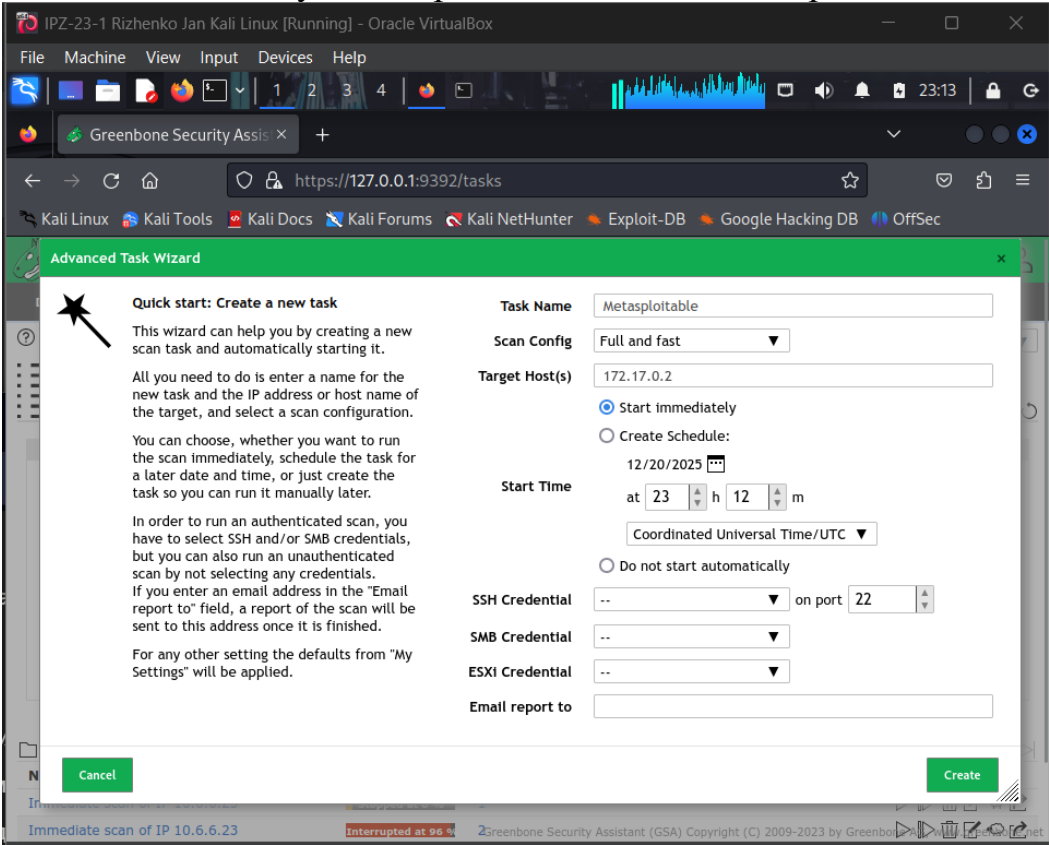 IPZ-23-1 Rizhenko Jan Kali Linux [Running] - Oracle VirtualBox
File Machine View Input Devices Help
1 2 3 4 23:13
Greenbone Security Assis
https://127.0.0.1:9392/tasks
Kali Linux Kali Tools Kali Docs Kali Forums Kali NetHunter Exploit-DB Google Hacking DB OffSec
Advanced Task Wizard
Quick start: Create a new task
This wizard can help you by creating a new
scan task and automatically starting it.
All you need to do is enter a name for the
new task and the IP address or host name of
the target, and select a scan configuration.
You can choose, whether you want to run
the scan immediately, schedule the task for
a later date and time, or just create the
task so you can run it manually later.
In order to run an authenticated scan, you
have to select SSH and/or SMB credentials,
but you can also run an unauthenticated
scan by not selecting any credentials.
If you enter an email address in the "Email
report to" field, a report of the scan will be
sent to this address once it is finished.
For any other setting the defaults from "My
Settings" will be applied.
Task Name Metasploitable
Scan Config Full and fast
Target Host(s) 172.17.0.2
Start immediately
Create Schedule:
12/20/2025
Start Time
at 23 h 12 m
Coordinated Universal Time/UTC
Do not start automatically
SSH Credential -- on port 22
SMB Credential --
ESXi Credential --
Email report to
Cancel Create
Immediate scan of IP 10.6.6.23 Interrupted at 96 % 2 Greenbone Security Assistant (GSA) Copyright (C) 2009-2023 by Greenbone